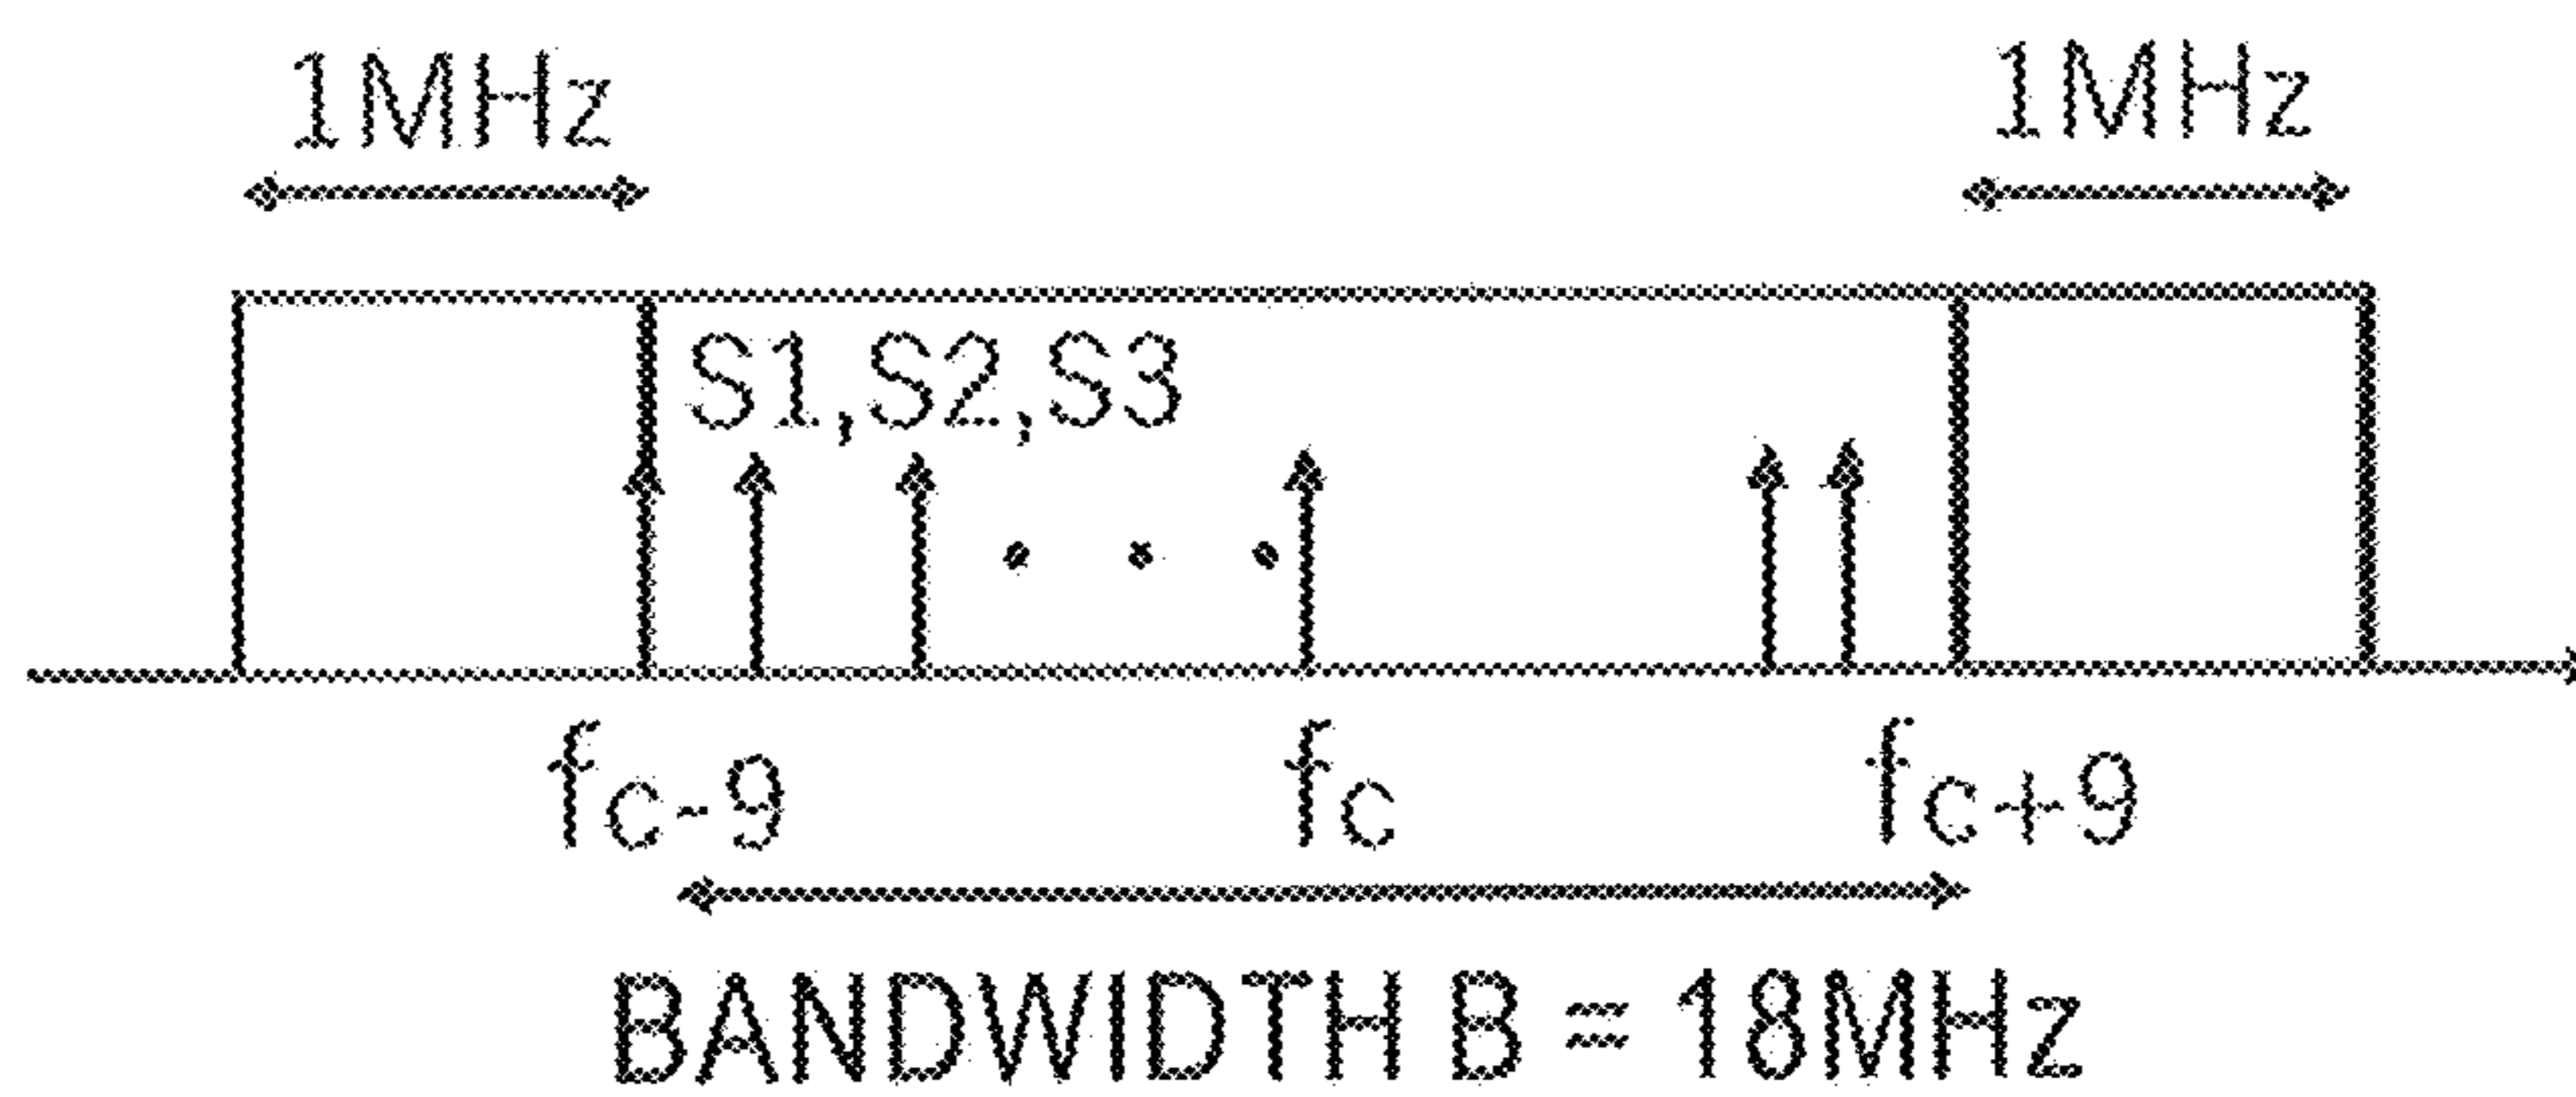 1MHz 1MHz
S1,S2,S3
fc-9 fc fc+9
BANDWIDTH B = 18MHz